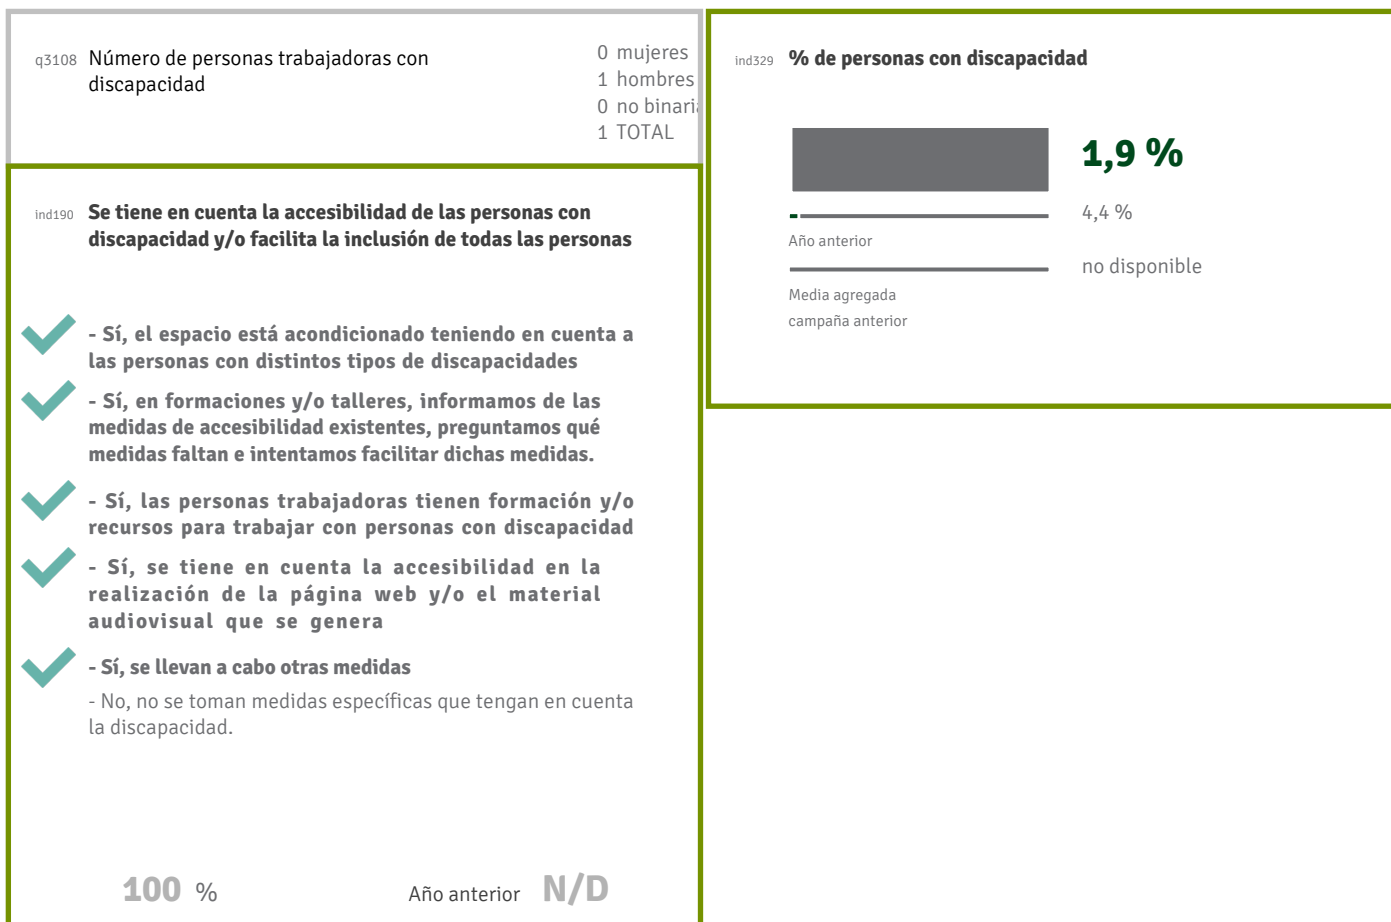 q3108 Número de personas trabajadoras con
discapacidad
0 mujeres
1 hombres
0 no binari
1 TOTAL
ind190 Se tiene en cuenta la accesibilidad de las personas con
discapacidad y/o facilita la inclusión de todas las personas
- Sí, el espacio está acondicionado teniendo en cuenta a
las personas con distintos tipos de discapacidades
- Sí, en formaciones y/o talleres, informamos de las
medidas de accesibilidad existentes, preguntamos qué
medidas faltan e intentamos facilitar dichas medidas.
- Sí, las personas trabajadoras tienen formación y/o
recursos para trabajar con personas con discapacidad
- Sí, se tiene en cuenta la accesibilidad en la
realización de la página web y/o el material
audiovisual que se genera
- Sí, se llevan a cabo otras medidas
- No, no se toman medidas específicas que tengan en cuenta
la discapacidad.
100 %
Año anterior N/D
ind329 % de personas con discapacidad
1,9 %
4,4 %
Año anterior
no disponible
Media agregada
campaña anterior